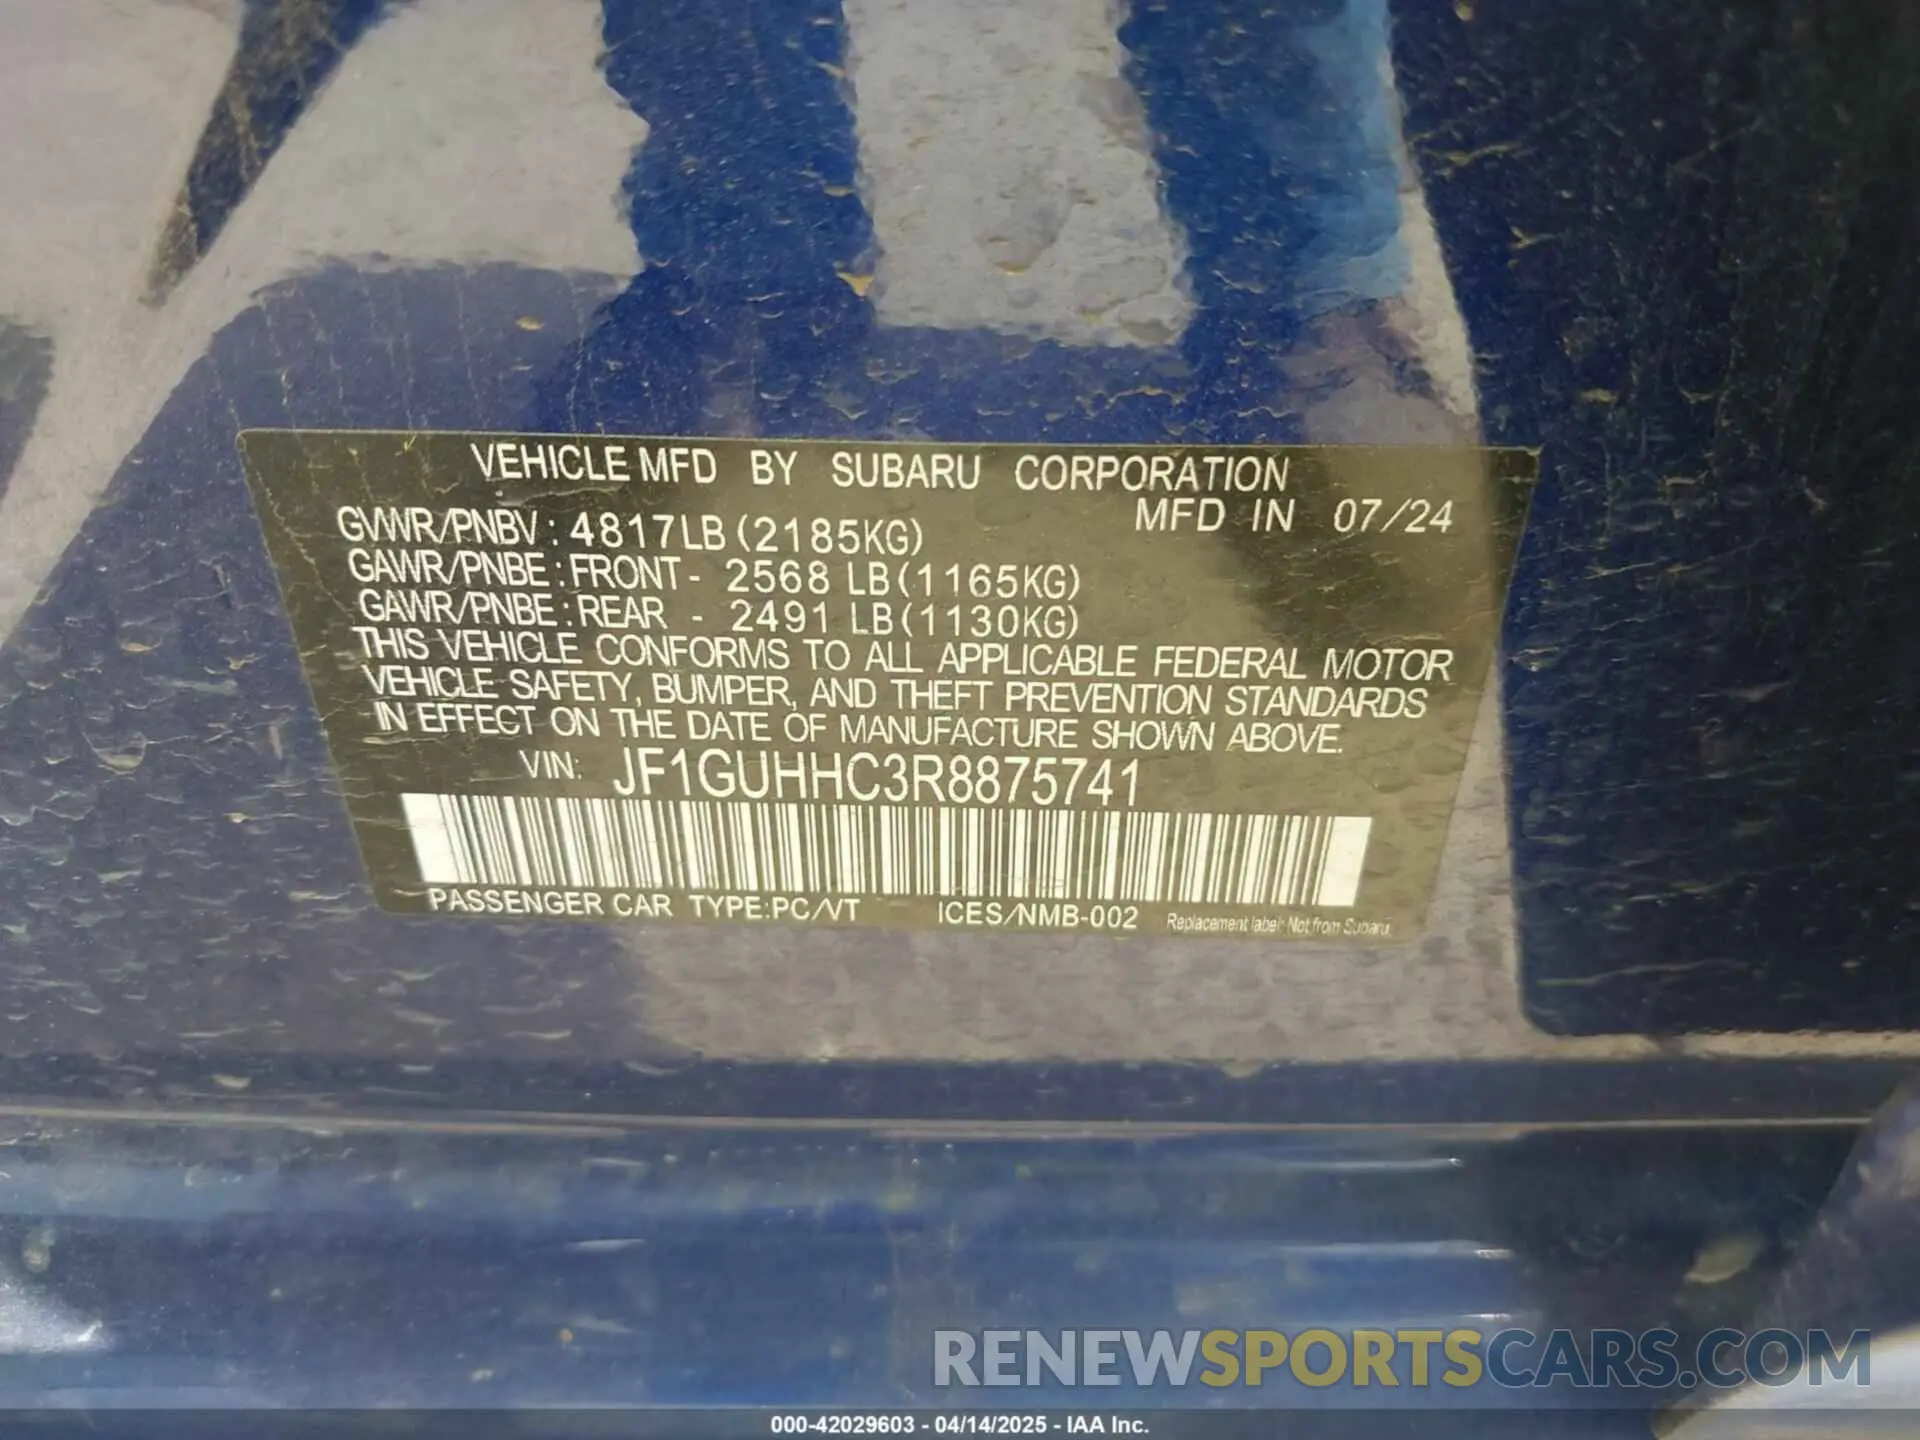 VEHICLE MFD BY SUBARU CORPORATION
MFD IN 07/24
GVWR/PNBV : 4817LB (2185KG)
GAWR/PNBE : FRONT - 2568 LB (1165KG)
GAWR/PNBE : REAR - 2491 LB (1130KG)
THIS VEHICLE CONFORMS TO ALL APPLICABLE FEDERAL MOTOR
VEHICLE SAFETY, BUMPER, AND THEFT PREVENTION STANDARDS
IN EFFECT ON THE DATE OF MANUFACTURE SHOWN ABOVE.
VIN: JF1GUHHC3R8875741
PASSENGER CAR TYPE:PC/VT ICES/NMB-002 Replacement label: Not from Subaru
RENEWSPORTSCARS.COM
000-42029603 - 04/14/2025 - IAA Inc.